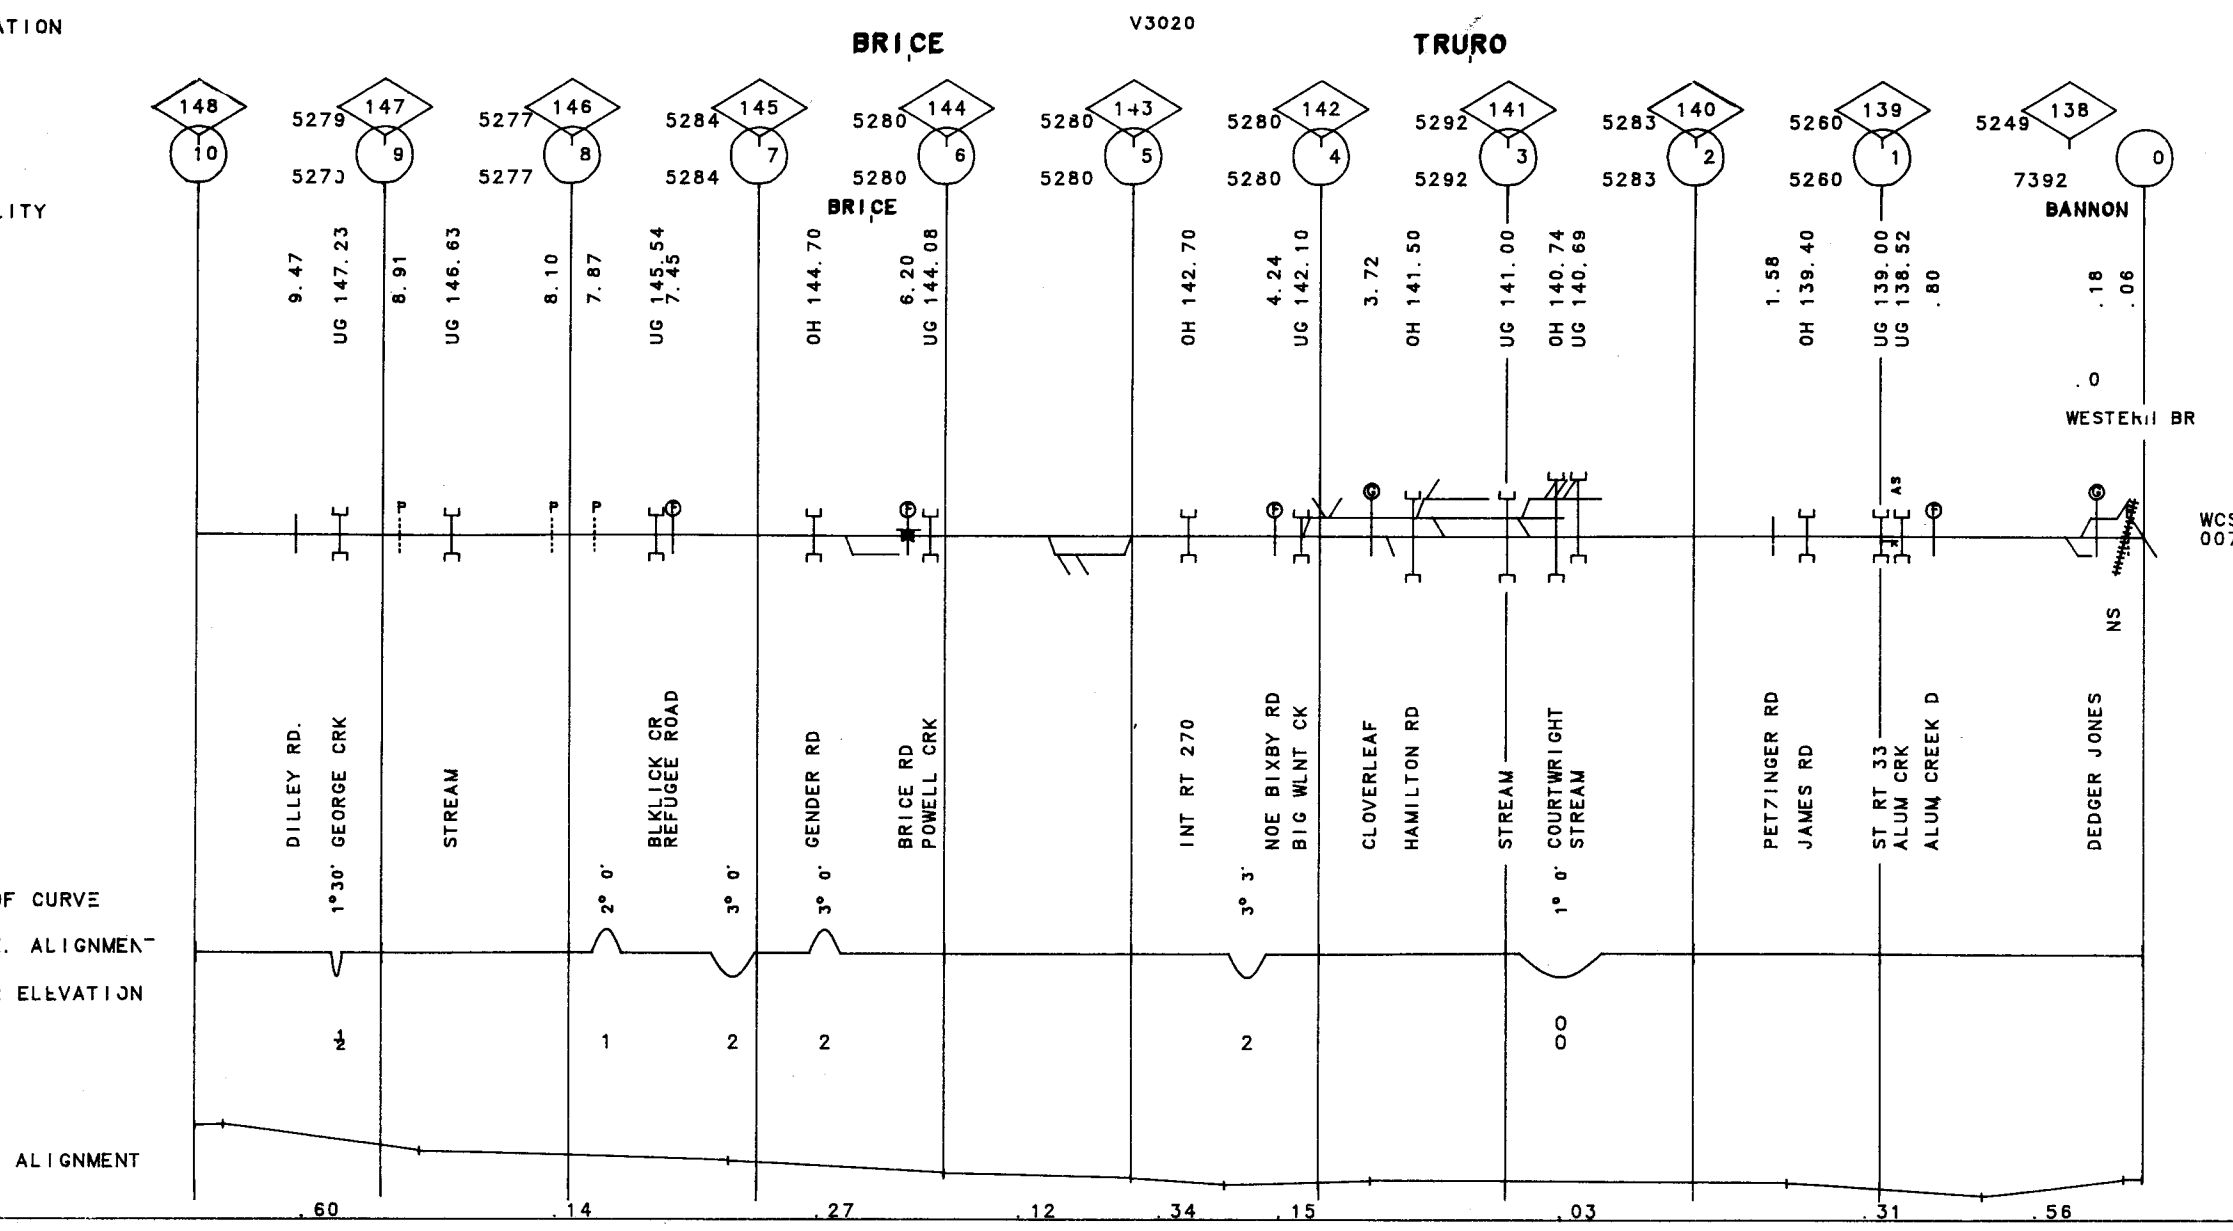 ATION
V3020
BRICE
TRURO
148 147 146 145 144 143 142 141 140 139 138
5279 5277 5284 5280 5280 5280 5292 5283 5260 5249
10 9 8 7 6 5 4 3 2 1 0
5277 5284 5280 5280 5280 5292 5283 5260 7392
LITY
BRICE
BANNON
9.47
UG 147.23
8.91
UG 146.63
8.10
7.87
UG 145.54
7.45
OH 144.70
6.20
UG 144.08
OH 142.70
4.24
UG 142.10
3.72
OH 141.50
UG 141.00
OH 140.74
UG 140.69
1.58
OH 139.40
UG 139.00
UG 138.52
.80
.18
.06
.0
WESTERN BR
P P P F F F G AS F G
WCS
007
NS
DILLEY RD.
GEORGE CRK
STREAM
BLKLICK CR
REFUGEE ROAD
GENDER RD
BRICE RD
POWELL CRK
INT RT 270
NOE BIXBY RD
BIG WLNT CK
CLOVERLEAF
HAMILTON RD
STREAM
COURTWRIGHT
STREAM
JAMES RD
ST RT 33
ALUM CRK
ALUM CREEK D
DEDGER JONES
OF CURVE
1°30' 2° 0' 3° 0' 3° 0' 3° 3' 1° 0'
. ALIGNMENT
ELEVATION
½ 1 2 2 2 0
0
ALIGNMENT
.60 .14 .27 .12 .34 .15 .03 .31 .56